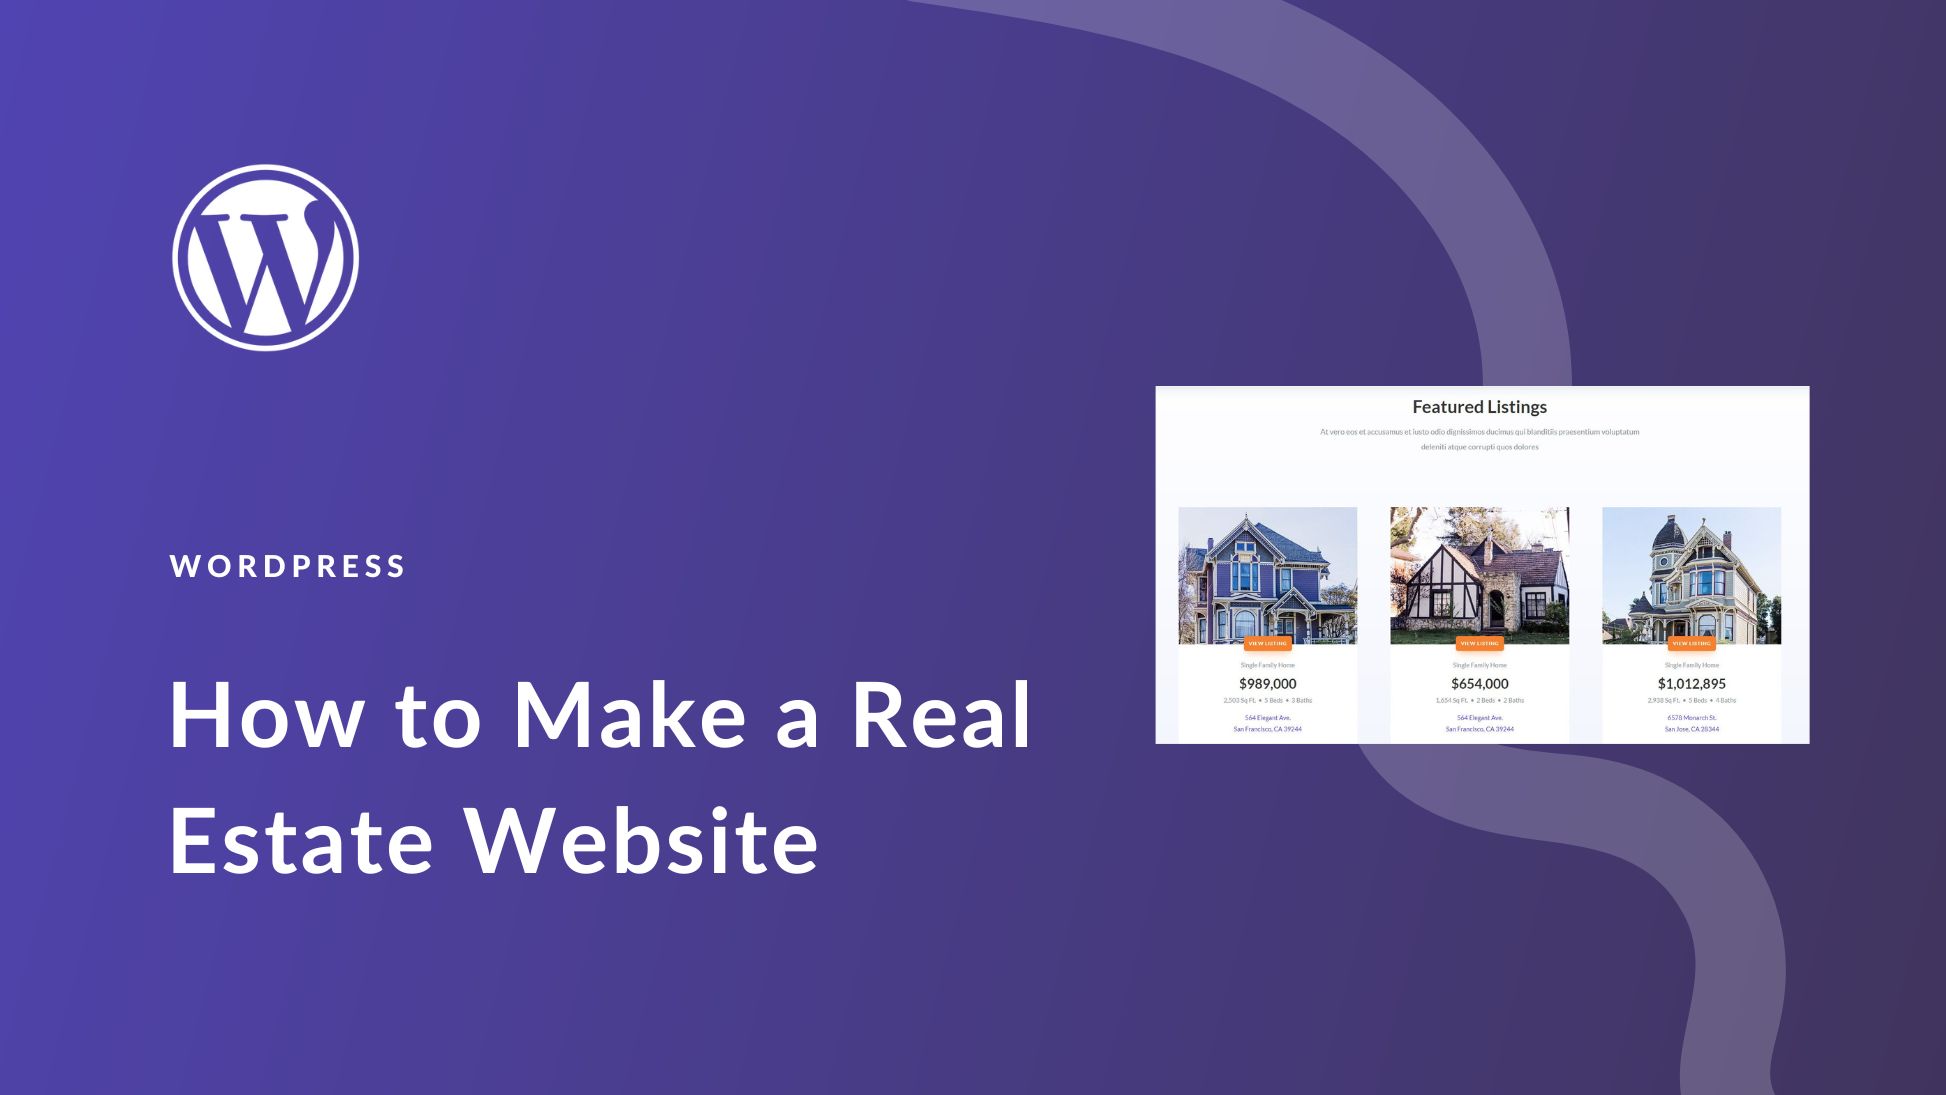 WORDPRESS
How to Make a Real
Estate Website
Featured Listings
At vero eos et accusamus et iusto odio dignissimos ducimus qui blanditiis praesentium voluptatum
deleniti atque corrupti quos dolores
VIEW LISTING
Single Family Home
$989,000
2,503 Sq Ft. • 5 Beds • 3 Baths
564 Elegant Ave.
San Francisco, CA 39244
VIEW LISTING
Single Family Home
$654,000
1,654 Sq Ft. • 2 Beds • 2 Baths
564 Elegant Ave.
San Francisco, CA 39244
VIEW LISTING
Single Family Home
$1,012,895
2,938 Sq Ft. • 5 Beds • 4 Baths
6578 Monarch St.
San Jose, CA 28344